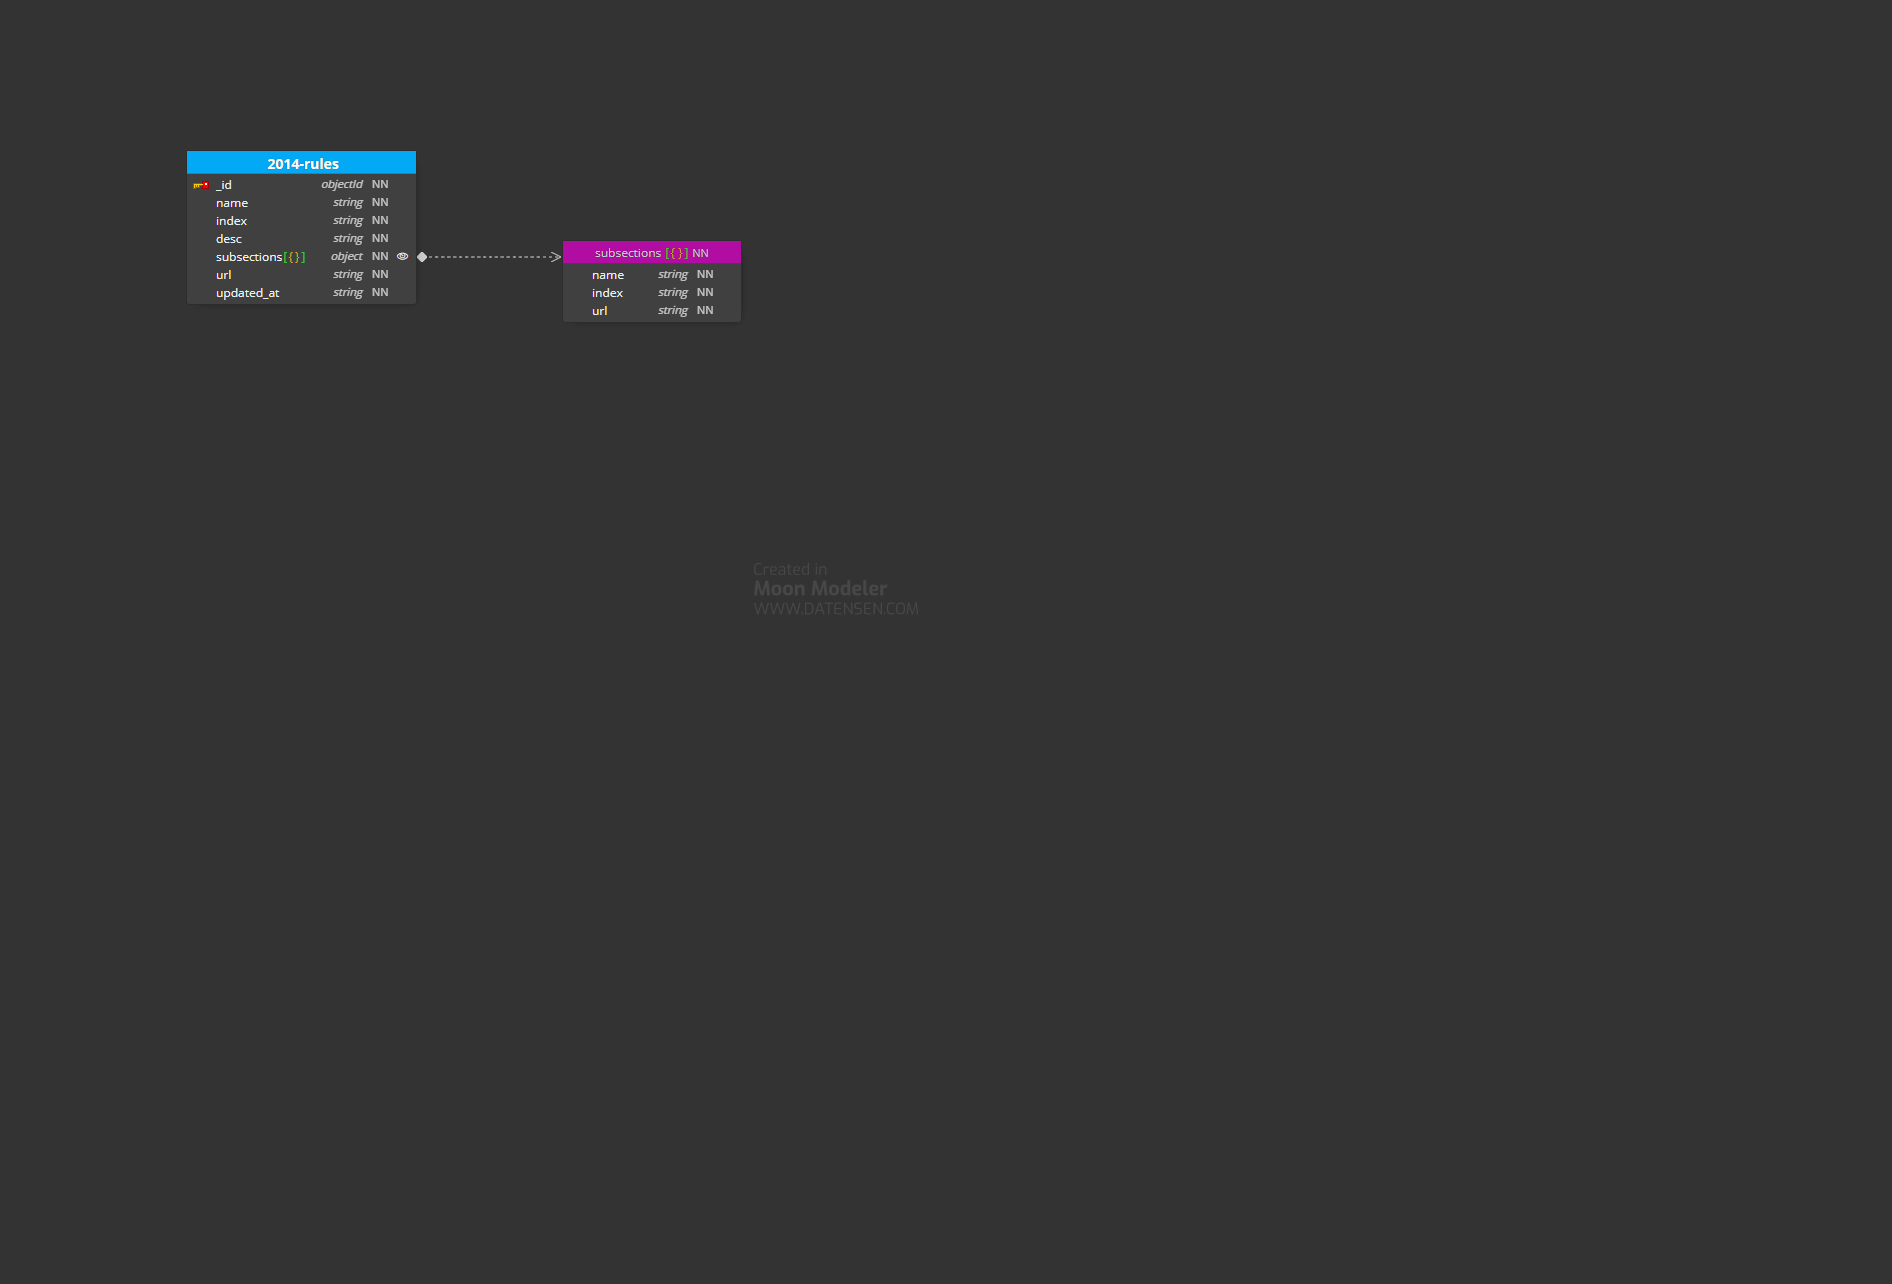 2014-rules
_id objectId NN
name string NN
index string NN
desc string NN
subsections[{}] object NN
url string NN
updated_at string NN
subsections [{}] NN
name string NN
index string NN
url string NN
Created in
Moon Modeler
WWW.DATENSEN.COM